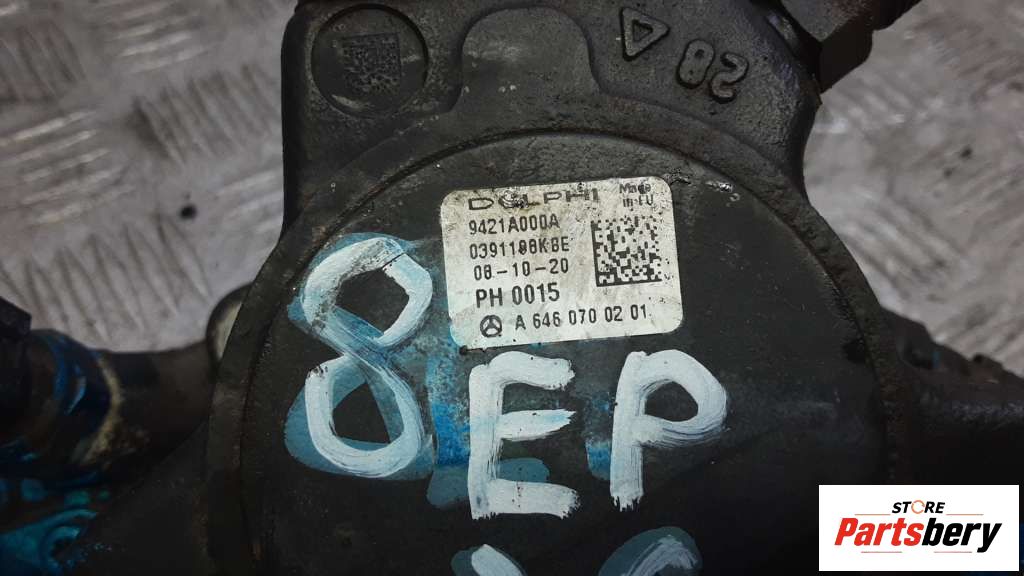 28
DELPHI Made in EU
9421A000A
08-10-20
PH 0015
A 646 070 02 01
8 EP
STORE
Partsbery